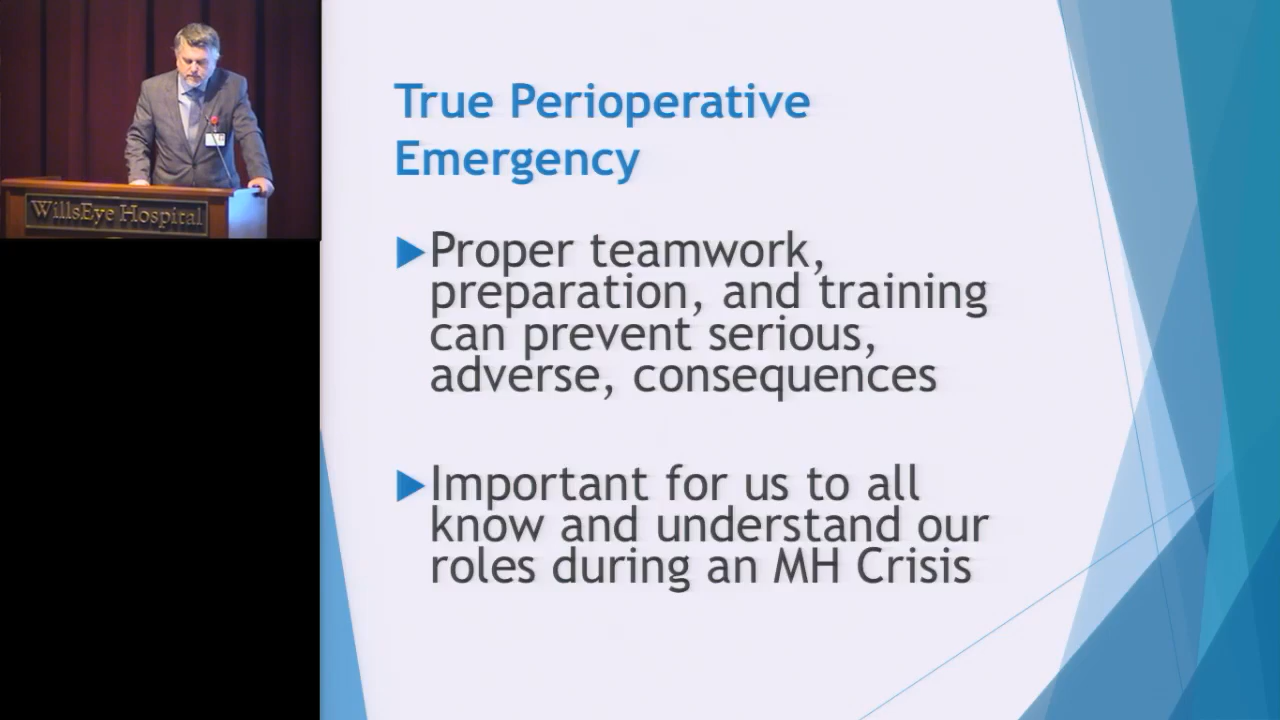 WillsEye Hospital
True Perioperative
Emergency
Proper teamwork,
preparation, and training
can prevent serious,
adverse, consequences
Important for us to all
know and understand our
roles during an MH Crisis